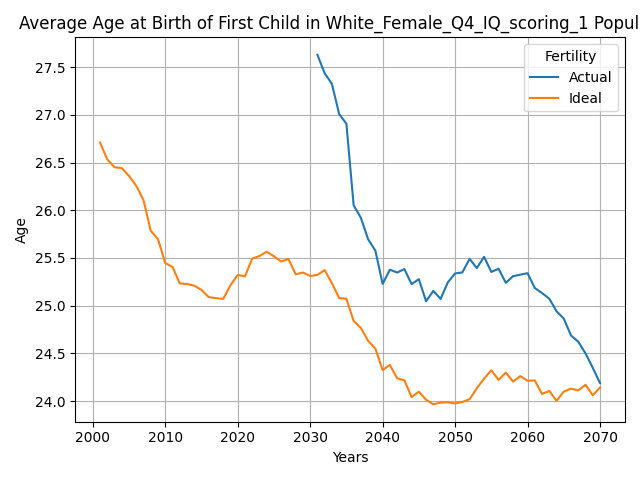 Average Age at Birth of First Child in White_Female_Q4_IQ_scoring_1 Popul
Fertility
Actual
Ideal
27.5
27.0
26.5
26.0
25.5
25.0
24.5
24.0
Age
2000 2010 2020 2030 2040 2050 2060 2070
Years